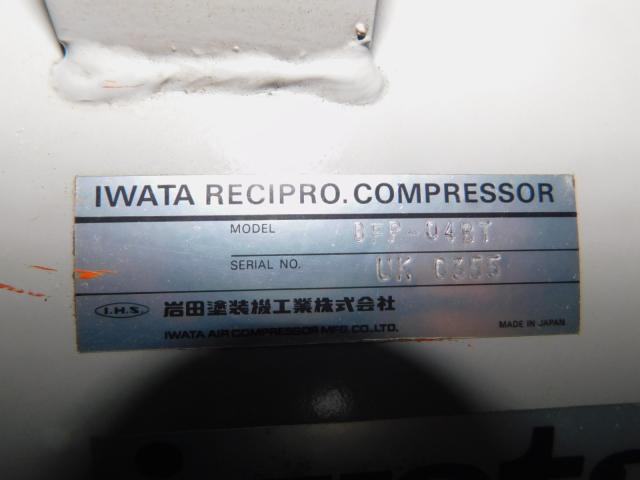 IWATA RECIPRO.COMPRESSOR
MODEL
SERIAL NO. UK 0355
I.H.S. 岩田塗装機工業株式会社
IWATA AIR COMPRESSOR MFG. CO., LTD.
MADE IN JAPAN